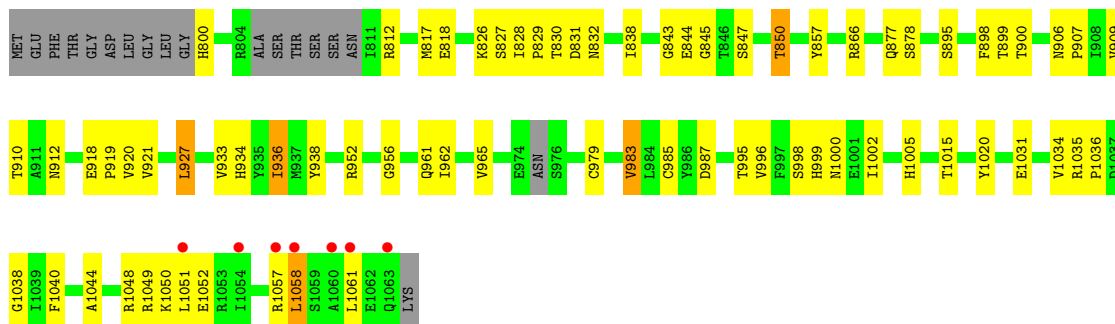 MET GLU PHE THR GLY ASP LEU GLY LEU GLY H800 R804 ALA SER THR SER SER ASN I811 R812 M817 E818 K826 S827 I828 P829 T830 D831 N832 I838 G843 E844 G845 T846 S847 T850 Y857 R866 Q877 S878 S895 F898 T899 T900 N906 P907 I908
T910 A911 N912 E918 P919 V920 V921 L927 V933 H934 Y935 I936 M937 Y938 R952 G956 Q961 I962 V965 E974 ASN S976 C979 V983 L984 C985 Y986 D987 T995 V996 F997 S998 H999 N1000 E1001 I1002 H1005 T1015 Y1020 E1031 V1034 R1035 P1036
G1038 I1039 F1040 A1044 R1048 R1049 K1050 L1051 E1052 R1053 I1054 R1057 L1058 S1059 A1060 L1061 E1062 Q1063 LYS